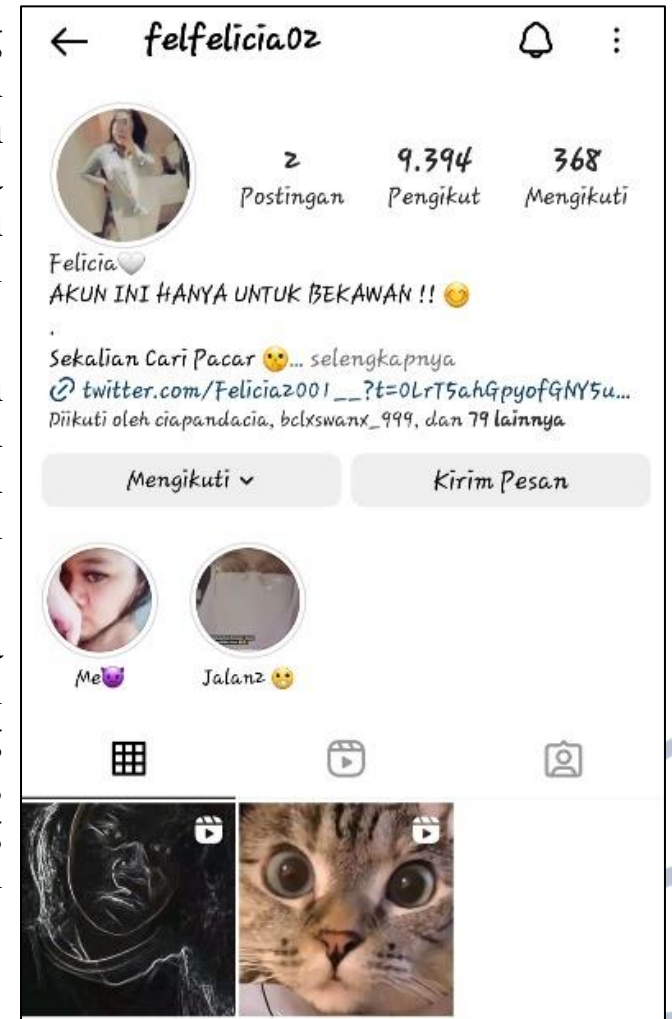 felfelicia02
2 9.394 368
Postingan Pengikut Mengikuti
Felicia🤍
AKUN INI HANYA UNTUK BEKAWAN !! 😊
.
Sekalian Cari Pacar 🤫... selengkapnya
twitter.com/Felicia2001__?t=0LrT5ahGpyofGNY5u...
Diikuti oleh ciapandacia, bclxswanx_999, dan 79 lainnya
Mengikuti Kirim Pesan
Me😈 Jalan2 😬